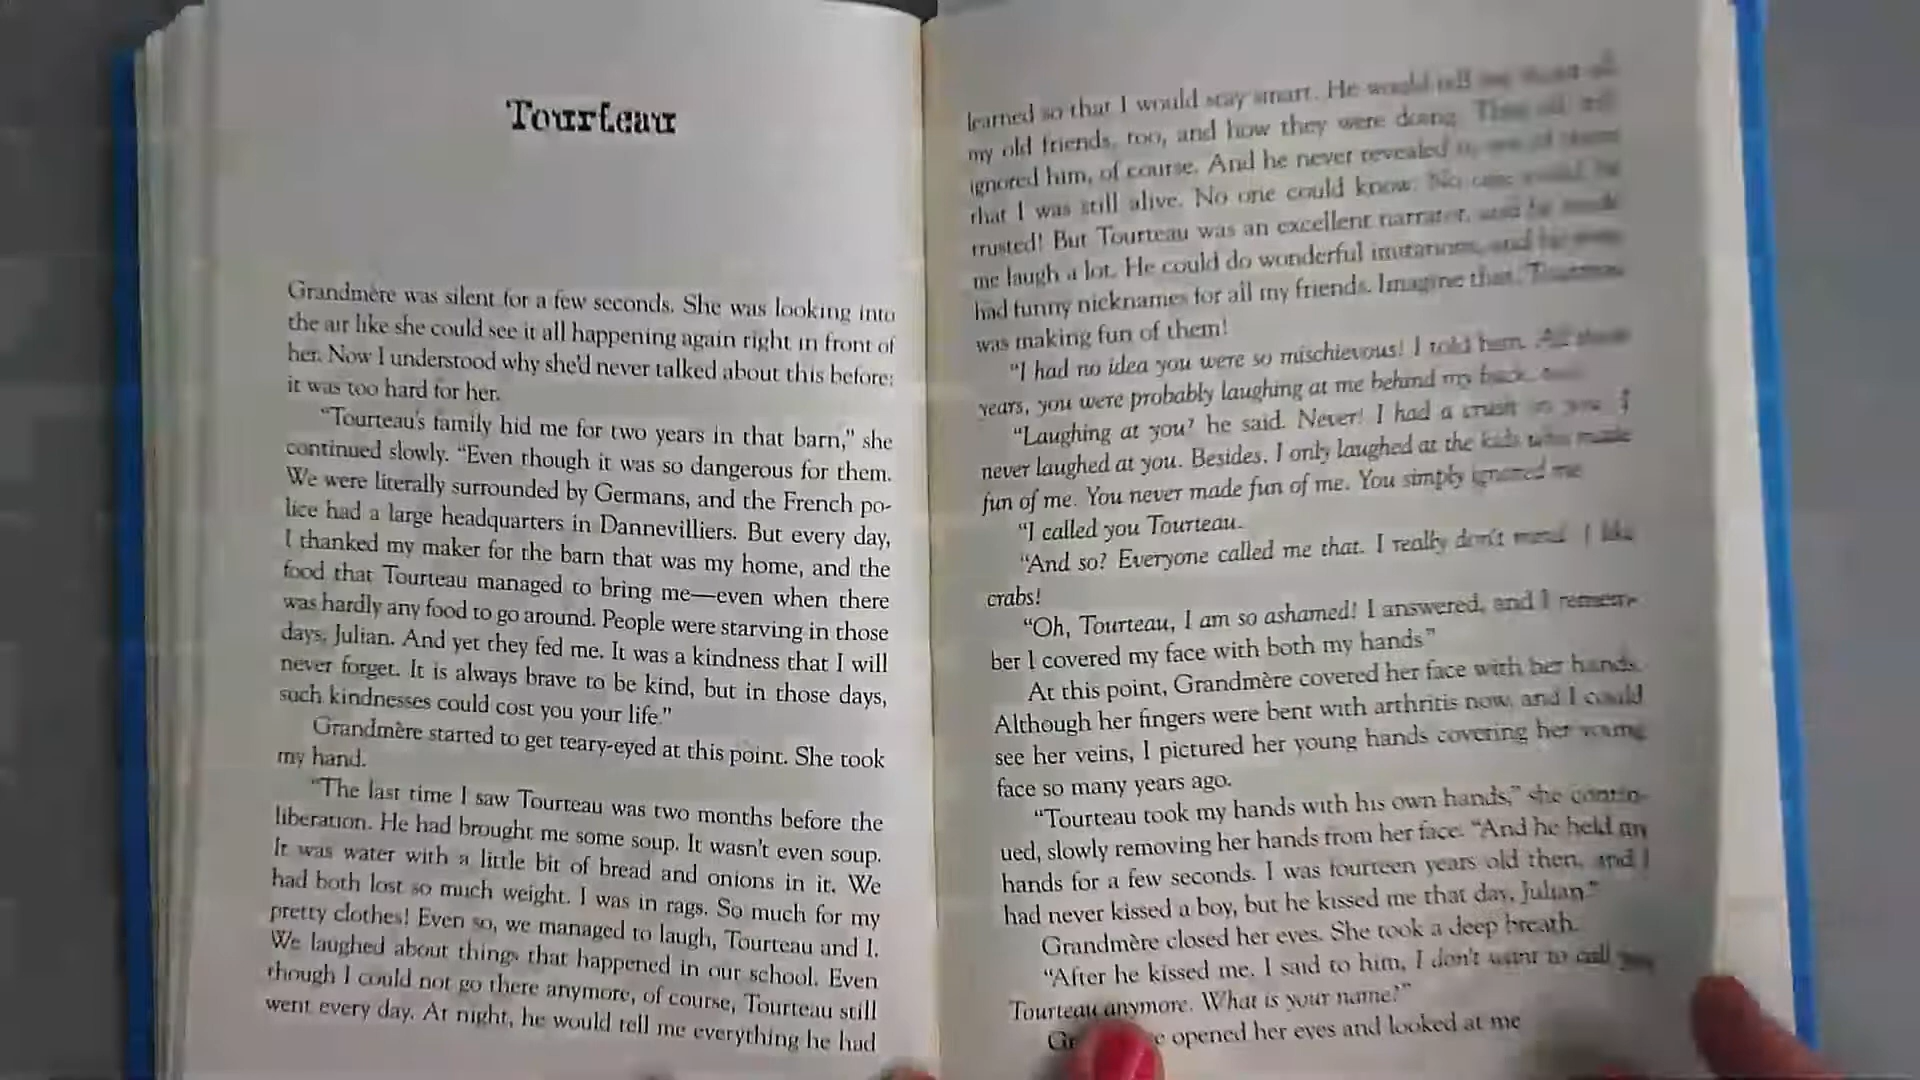 Tourteau
Grandmère was silent for a few seconds. She was looking into
the air like she could see it all happening again right in front of
her. Now I understood why she'd never talked about this before:
it was too hard for her.
"Tourteau's family hid me for two years in that barn," she
continued slowly. "Even though it was so dangerous for them.
We were literally surrounded by Germans, and the French po-
lice had a large headquarters in Dannevilliers. But every day,
I thanked my maker for the barn that was my home, and the
food that Tourteau managed to bring me—even when there
was hardly any food to go around. People were starving in those
days, Julian. And yet they fed me. It was a kindness that I will
never forget. It is always brave to be kind, but in those days,
such kindnesses could cost you your life."
Grandmère started to get teary-eyed at this point. She took
my hand.
"The last time I saw Tourteau was two months before the
liberation. He had brought me some soup. It wasn't even soup.
It was water with a little bit of bread and onions in it. We
had both lost so much weight. I was in rags. So much for my
pretty clothes! Even so, we managed to laugh, Tourteau and I.
We laughed about things that happened in our school. Even
though I could not go there anymore, of course, Tourteau still
went every day. At night, he would tell me everything he had
learned so that I would stay smart. He would tell me about all
my old friends, too, and how they were doing. They all still
ignored him, of course. And he never revealed to any of them
that I was still alive. No one could know. No one could be
trusted! But Tourteau was an excellent narrator, and he made
me laugh a lot. He could do wonderful imitations, and he even
had funny nicknames for all my friends. Imagine that, Tourteau
was making fun of them!
"I had no idea you were so mischievous! I told him. All those
years, you were probably laughing at me behind my back, too!
"Laughing at you? he said. Never! I had a crush on you, I
never laughed at you. Besides, I only laughed at the kids who made
fun of me. You never made fun of me. You simply ignored me.
"I called you Tourteau.
"And so? Everyone called me that. I really don't mind. I like
crabs!
"Oh, Tourteau, I am so ashamed! I answered, and I remem-
ber I covered my face with both my hands."
At this point, Grandmère covered her face with her hands.
Although her fingers were bent with arthritis now, and I could
see her veins, I pictured her young hands covering her young
face so many years ago.
"Tourteau took my hands with his own hands," she contin-
ued, slowly removing her hands from her face. "And he held my
hands for a few seconds. I was fourteen years old then, and I
had never kissed a boy, but he kissed me that day, Julian."
Grandmère closed her eyes. She took a deep breath.
"After he kissed me, I said to him, I don't want to call you
Tourteau anymore. What is your name?"
opened her eyes and looked at me